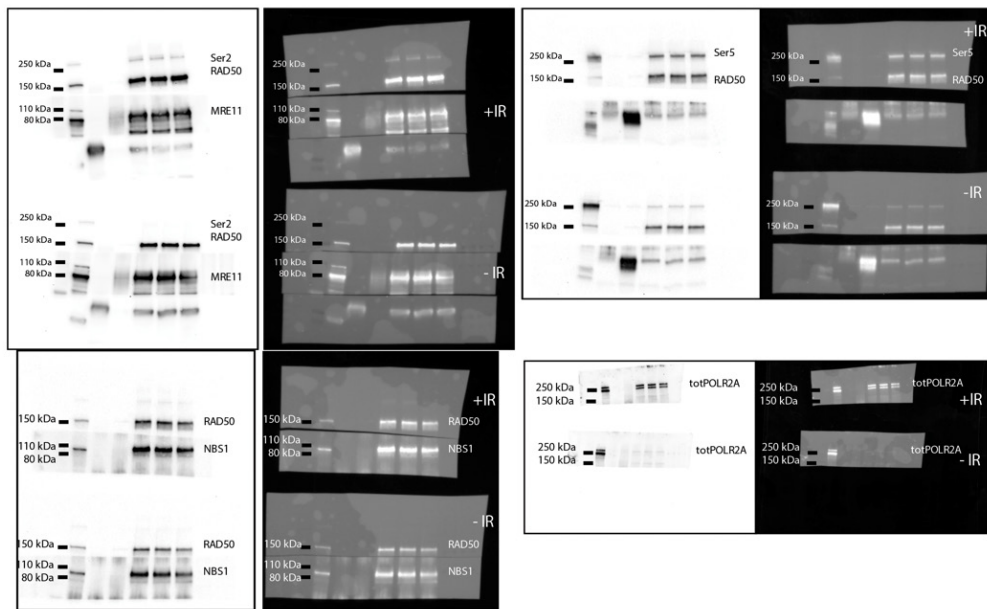 250 kDa
Ser2
RAD50
150 kDa
110 kDa
80 kDa
MRE11
250 kDa
Ser2
RAD50
150 kDa
110 kDa
80 kDa
MRE11
250 kDa
150 kDa
110 kDa
80 kDa
+IR
250 kDa
150 kDa
110 kDa
80 kDa
- IR
250 kDa
Ser5
150 kDa
RAD50
250 kDa
150 kDa
+IR
250 kDa
Ser5
150 kDa
RAD50
-IR
250 kDa
150 kDa
150 kDa
RAD50
110 kDa
80 kDa
NBS1
150 kDa
RAD50
110 kDa
80 kDa
NBS1
+IR
150 kDa
RAD50
110 kDa
80 kDa
NBS1
- IR
150 kDa
RAD50
110 kDa
80 kDa
NBS1
totPOLR2A
250 kDa
150 kDa
totPOLR2A
250 kDa
150 kDa
totPOLR2A
250 kDa
150 kDa
+IR
totPOLR2A
250 kDa
150 kDa
- IR